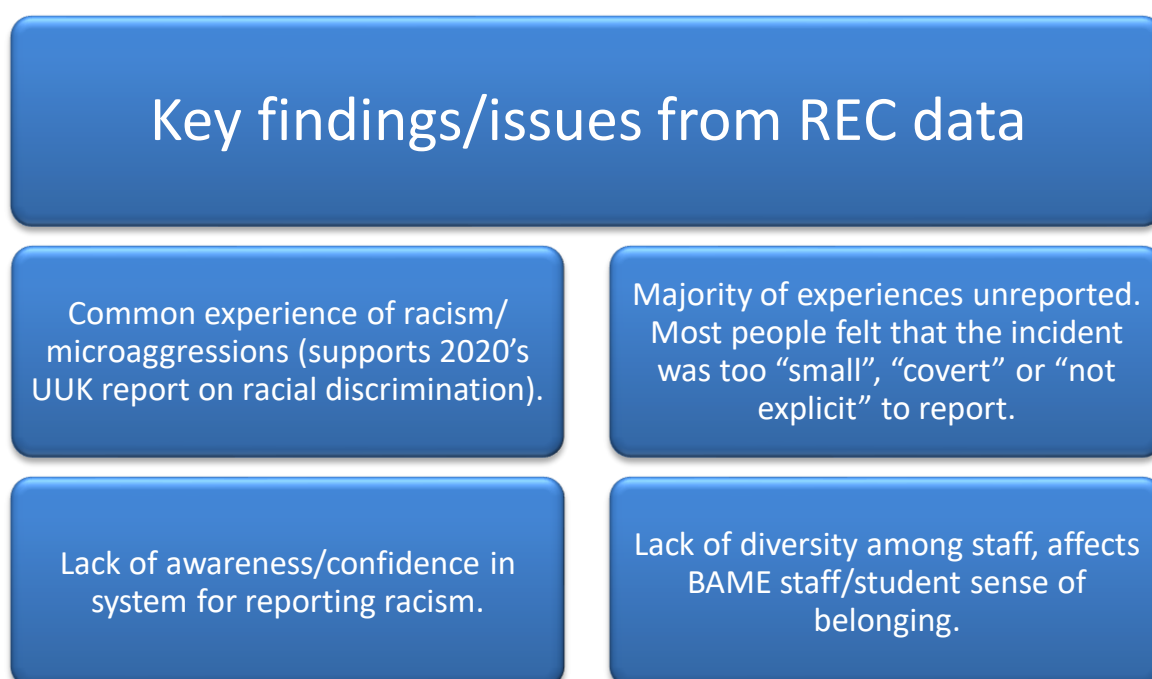 Key findings/issues from REC data
Common experience of racism/
microaggressions (supports 2020's
UUK report on racial discrimination).
Majority of experiences unreported.
Most people felt that the incident
was too “small”, “covert” or “not
explicit” to report.
Lack of awareness/confidence in
system for reporting racism.
Lack of diversity among staff, affects
BAME staff/student sense of
belonging.